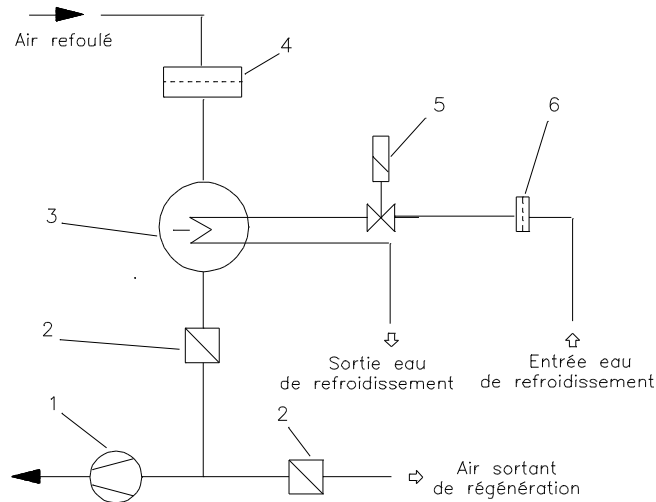 Air refoulé
4
5
6
3
2
Sortie eau
de refroidissement
Entrée eau
de refroidissement
1
2
Air sortant
de régénération